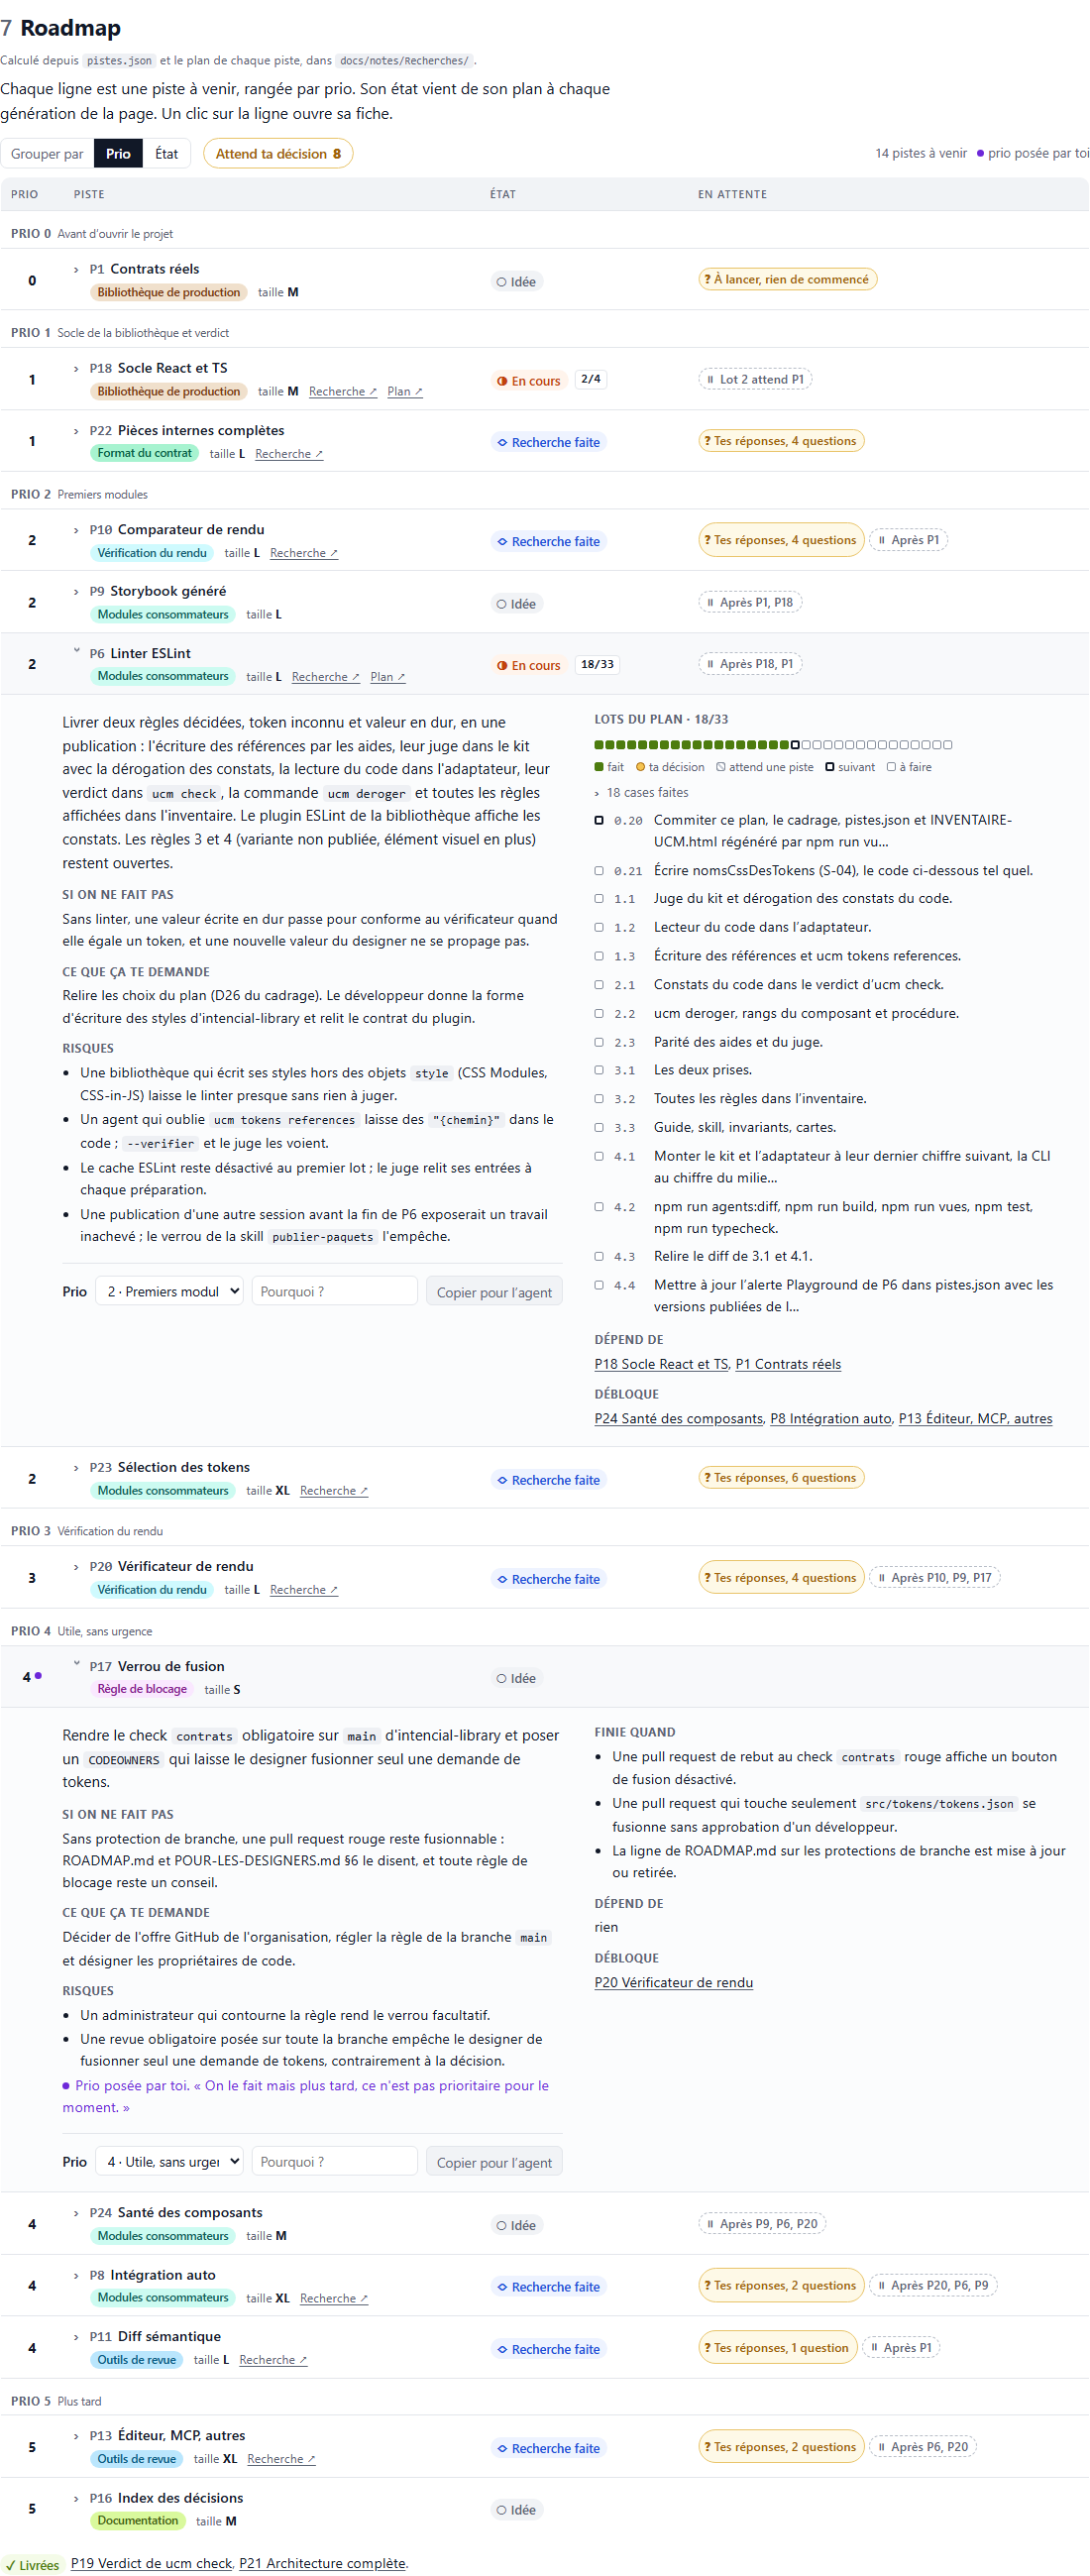 7 Roadmap
Calculé depuis pistes.json et le plan de chaque piste, dans docs/notes/Recherches/.
Chaque ligne est une piste à venir, rangée par prio. Son état vient de son plan à chaque
génération de la page. Un clic sur la ligne ouvre sa fiche.
Grouper par Prio État Attend ta décision 8 14 pistes à venir prio posée par toi
PRIO PISTE ÉTAT EN ATTENTE
PRIO 0 Avant d'ouvrir le projet
0 P1 Contrats réels Idée ? À lancer, rien de commencé
Bibliothèque de production taille M
PRIO 1 Socle de la bibliothèque et verdict
1 P18 Socle React et TS En cours 2/4 Lot 2 attend P1
Bibliothèque de production taille M Recherche ↗ Plan ↗
1 P22 Pièces internes complètes Recherche faite ? Tes réponses, 4 questions
Format du contrat taille L Recherche ↗
PRIO 2 Premiers modules
2 P10 Comparateur de rendu Recherche faite ? Tes réponses, 4 questions Après P1
Vérification du rendu taille L Recherche ↗
2 P9 Storybook généré Idée Après P1, P18
Modules consommateurs taille L
2 P6 Linter ESLint En cours 18/33 Après P18, P1
Modules consommateurs taille L Recherche ↗ Plan ↗
Livrer deux règles décidées, token inconnu et valeur en dur, en une
publication : l'écriture des références par les aides, leur juge dans le kit
avec la dérogation des constats, la lecture du code dans l'adaptateur, leur
verdict dans ucm check, la commande ucm deroger et toutes les règles
affichées dans l'inventaire. Le plugin ESLint de la bibliothèque affiche les
constats. Les règles 3 et 4 (variante non publiée, élément visuel en plus)
restent ouvertes.
SI ON NE FAIT PAS
Sans linter, une valeur écrite en dur passe pour conforme au vérificateur quand
elle égale un token, et une nouvelle valeur du designer ne se propage pas.
CE QUE ÇA TE DEMANDE
Relire les choix du plan (D26 du cadrage). Le développeur donne la forme
d'écriture des styles d'intencial-library et relit le contrat du plugin.
RISQUES
• Une bibliothèque qui écrit ses styles hors des objets style (CSS Modules,
CSS-in-JS) laisse le linter presque sans rien à juger.
• Un agent qui oublie ucm tokens references laisse des "{chemin}" dans le
code ; --verifier et le juge les voient.
• Le cache ESLint reste désactivé au premier lot ; le juge relit ses entrées à
chaque préparation.
• Une publication d'une autre session avant la fin de P6 exposerait un travail
inachevé ; le verrou de la skill publier-paquets l'empêche.
Prio 2 · Premiers modul Pourquoi ? Copier pour l'agent
LOTS DU PLAN · 18/33
fait ta décision attend une piste suivant à faire
› 18 cases faites
0.20 Commiter ce plan, le cadrage, pistes.json et INVENTAIRE-
UCM.html régénéré par npm run vu…
0.21 Écrire nomsCssDesTokens (S-04), le code ci-dessous tel quel.
1.1 Juge du kit et dérogation des constats du code.
1.2 Lecteur du code dans l'adaptateur.
1.3 Écriture des références et ucm tokens references.
2.1 Constats du code dans le verdict d'ucm check.
2.2 ucm deroger, rangs du composant et procédure.
2.3 Parité des aides et du juge.
3.1 Les deux prises.
3.2 Toutes les règles dans l'inventaire.
3.3 Guide, skill, invariants, cartes.
4.1 Monter le kit et l'adaptateur à leur dernier chiffre suivant, la CLI
au chiffre du milie…
4.2 npm run agents:diff, npm run build, npm run vues, npm test,
npm run typecheck.
4.3 Relire le diff de 3.1 et 4.1.
4.4 Mettre à jour l'alerte Playground de P6 dans pistes.json avec les
versions publiées de l…
DÉPEND DE
P18 Socle React et TS, P1 Contrats réels
DÉBLOQUE
P24 Santé des composants, P8 Intégration auto, P13 Éditeur, MCP, autres
2 P23 Sélection des tokens Recherche faite ? Tes réponses, 6 questions
Modules consommateurs taille XL Recherche ↗
PRIO 3 Vérification du rendu
3 P20 Vérificateur de rendu Recherche faite ? Tes réponses, 4 questions Après P10, P9, P17
Vérification du rendu taille L Recherche ↗
PRIO 4 Utile, sans urgence
4 P17 Verrou de fusion Idée
Règle de blocage taille S
Rendre le check contrats obligatoire sur main d'intencial-library et poser
un CODEOWNERS qui laisse le designer fusionner seul une demande de
tokens.
SI ON NE FAIT PAS
Sans protection de branche, une pull request rouge reste fusionnable :
ROADMAP.md et POUR-LES-DESIGNERS.md §6 le disent, et toute règle de
blocage reste un conseil.
CE QUE ÇA TE DEMANDE
Décider de l'offre GitHub de l'organisation, régler la règle de la branche main
et désigner les propriétaires de code.
RISQUES
• Un administrateur qui contourne la règle rend le verrou facultatif.
• Une revue obligatoire posée sur toute la branche empêche le designer de
fusionner seul une demande de tokens, contrairement à la décision.
Prio posée par toi. « On le fait mais plus tard, ce n'est pas prioritaire pour le
moment. »
Prio 4 · Utile, sans urger Pourquoi ? Copier pour l'agent
FINIE QUAND
• Une pull request de rebut au check contrats rouge affiche un bouton
de fusion désactivé.
• Une pull request qui touche seulement src/tokens/tokens.json se
fusionne sans approbation d'un développeur.
• La ligne de ROADMAP.md sur les protections de branche est mise à jour
ou retirée.
DÉPEND DE
rien
DÉBLOQUE
P20 Vérificateur de rendu
4 P24 Santé des composants Idée Après P9, P6, P20
Modules consommateurs taille M
4 P8 Intégration auto Recherche faite ? Tes réponses, 2 questions Après P20, P6, P9
Modules consommateurs taille XL Recherche ↗
4 P11 Diff sémantique Recherche faite ? Tes réponses, 1 question Après P1
Outils de revue taille L Recherche ↗
PRIO 5 Plus tard
5 P13 Éditeur, MCP, autres Recherche faite ? Tes réponses, 2 questions Après P6, P20
Outils de revue taille XL Recherche ↗
5 P16 Index des décisions Idée
Documentation taille M
✓ Livrées P19 Verdict de ucm check, P21 Architecture complète.